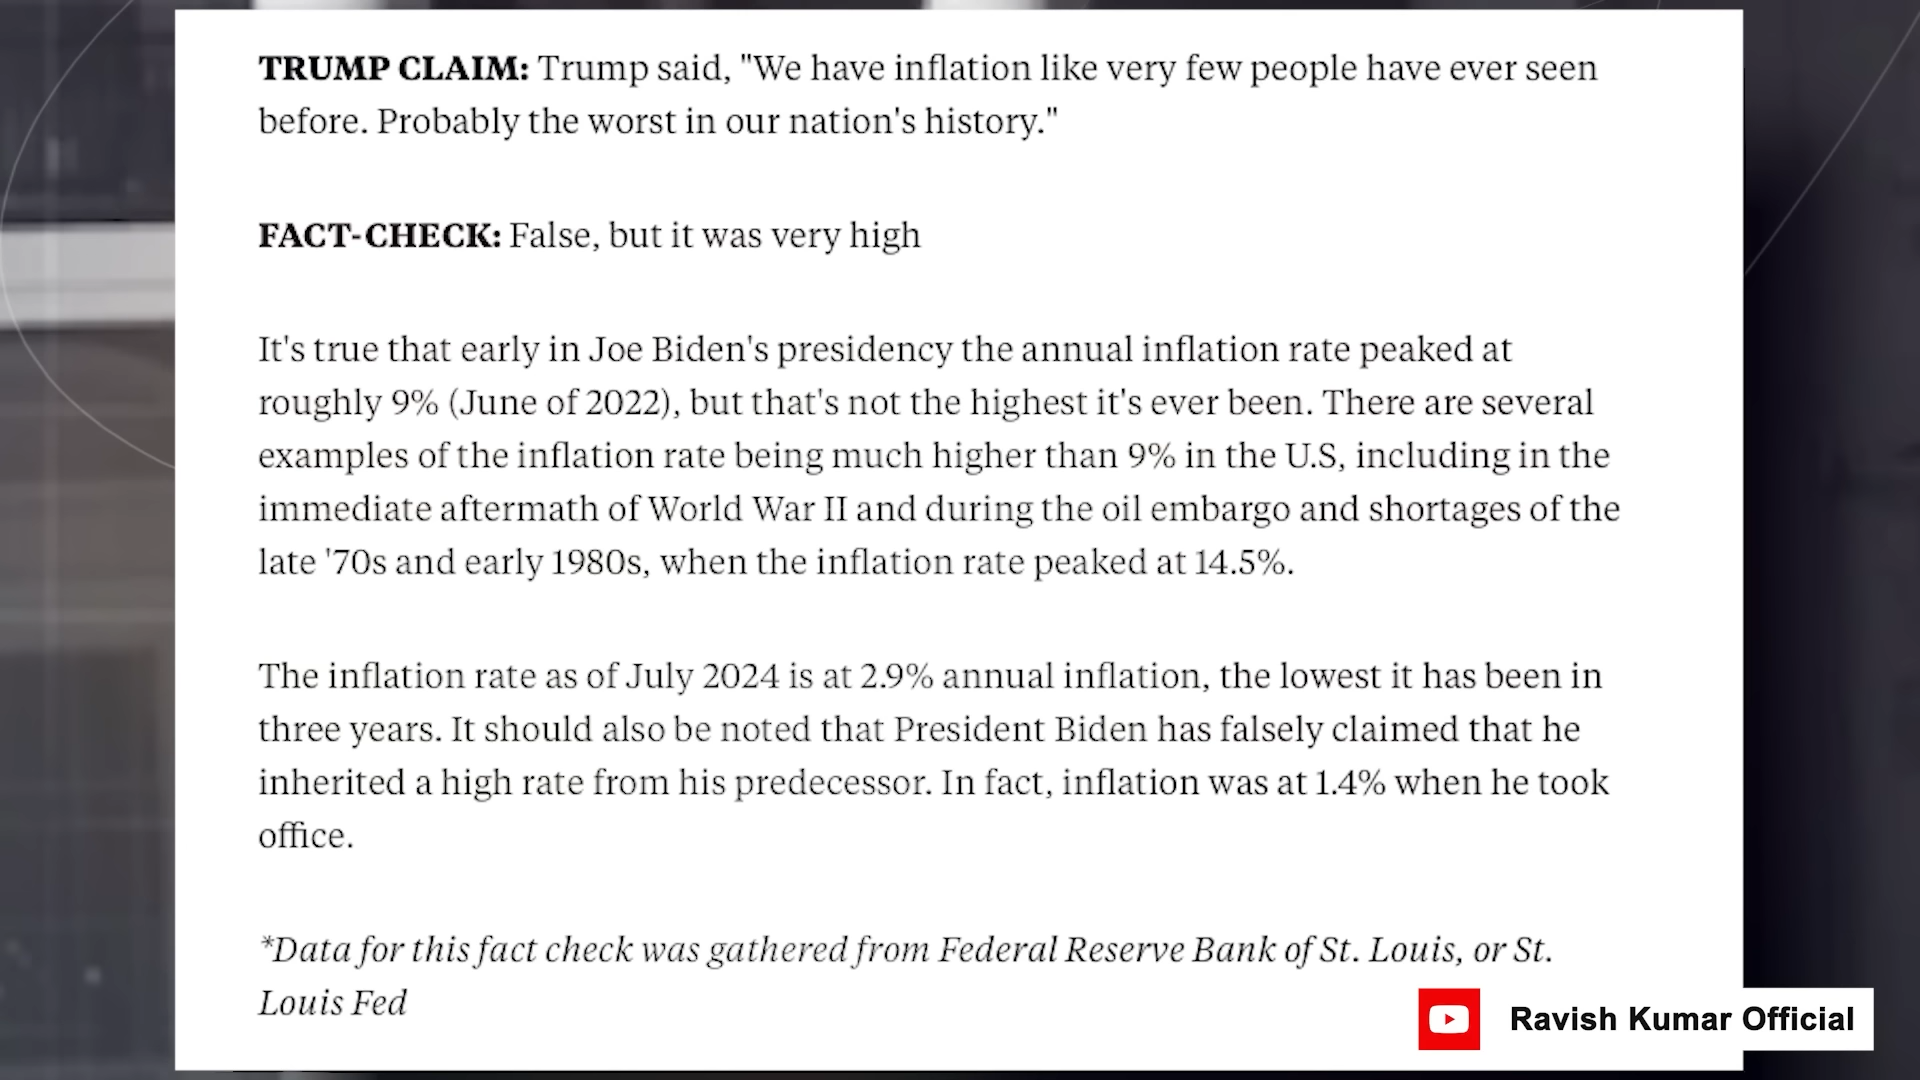 TRUMP CLAIM: Trump said, "We have inflation like very few people have ever seen
before. Probably the worst in our nation's history."
FACT-CHECK: False, but it was very high
It's true that early in Joe Biden's presidency the annual inflation rate peaked at
roughly 9% (June of 2022), but that's not the highest it's ever been. There are several
examples of the inflation rate being much higher than 9% in the U.S, including in the
immediate aftermath of World War II and during the oil embargo and shortages of the
late '70s and early 1980s, when the inflation rate peaked at 14.5%.
The inflation rate as of July 2024 is at 2.9% annual inflation, the lowest it has been in
three years. It should also be noted that President Biden has falsely claimed that he
inherited a high rate from his predecessor. In fact, inflation was at 1.4% when he took
office.
*Data for this fact check was gathered from Federal Reserve Bank of St. Louis, or St.
Louis Fed
Ravish Kumar Official